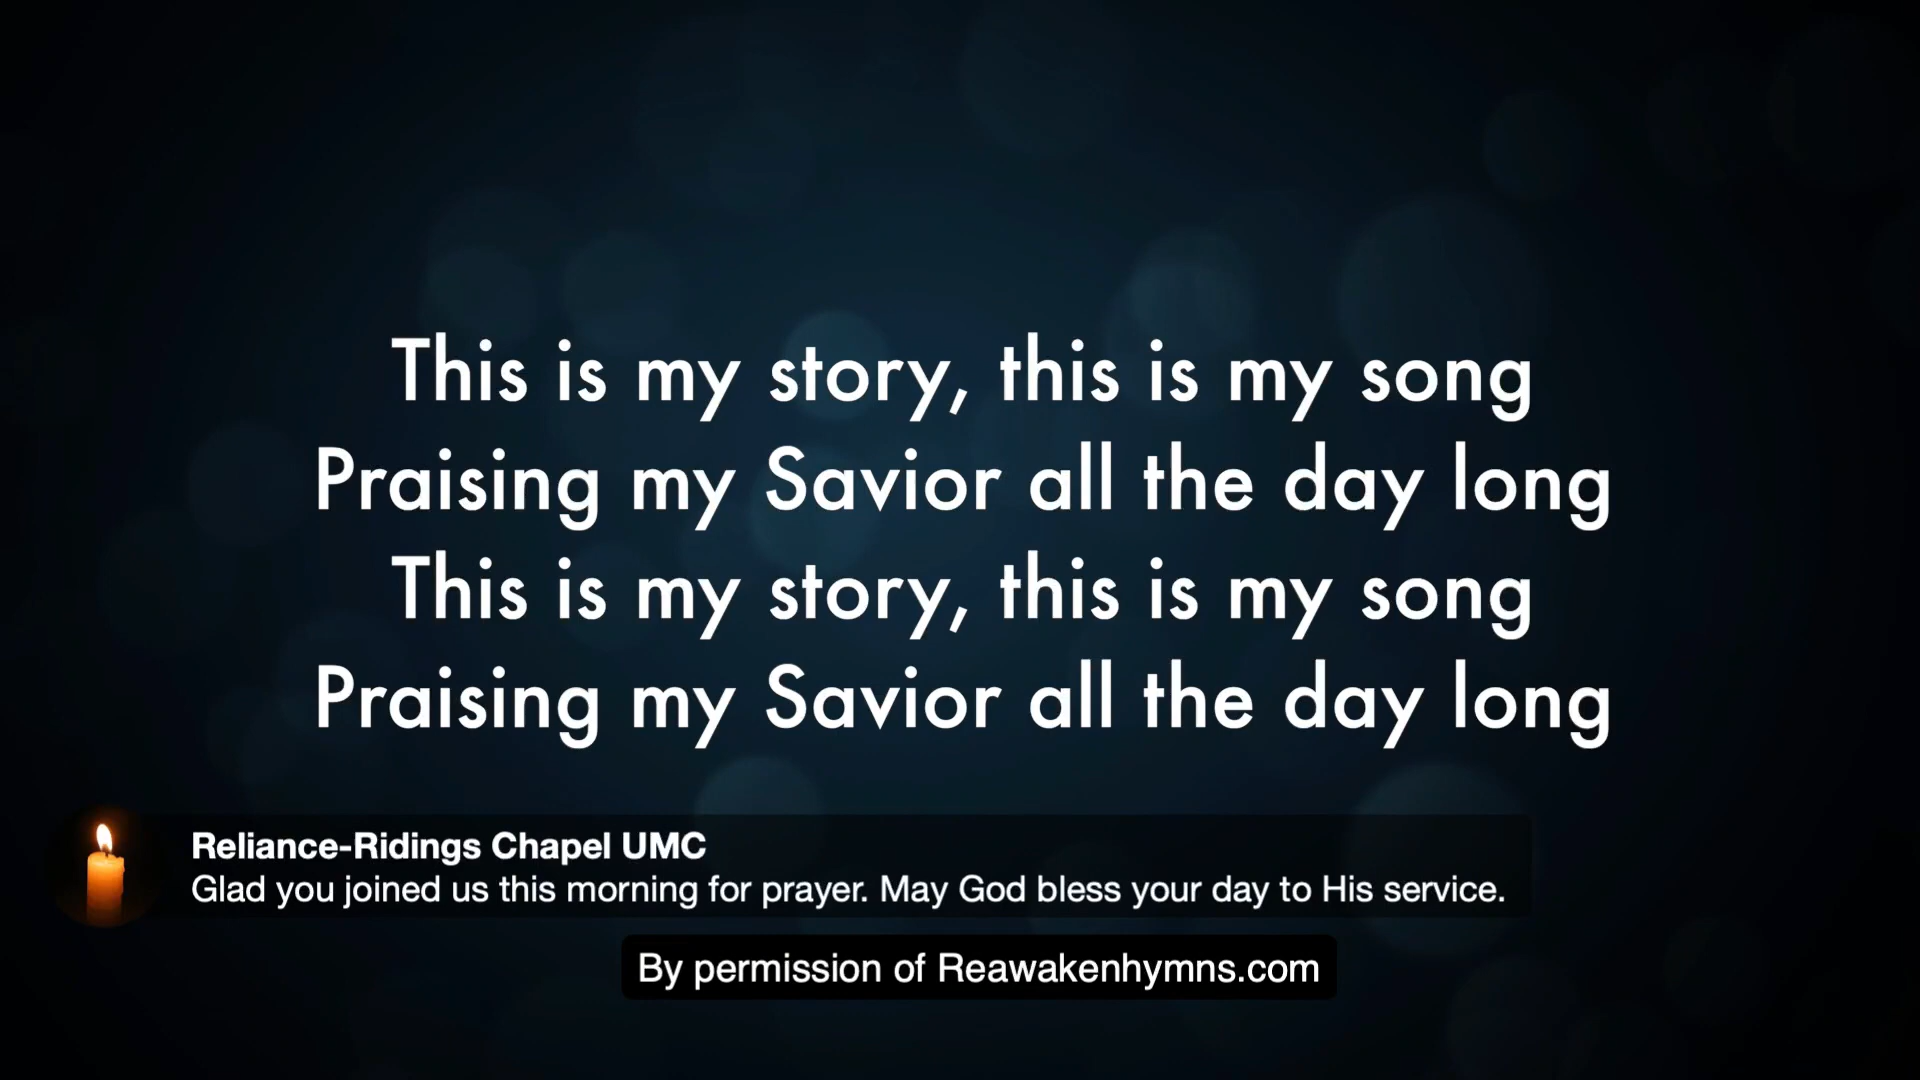 This is my story, this is my song
Praising my Savior all the day long
This is my story, this is my song
Praising my Savior all the day long
Reliance-Ridings Chapel UMC
Glad you joined us this morning for prayer. May God bless your day to His service.
By permission of Reawakenhymns.com